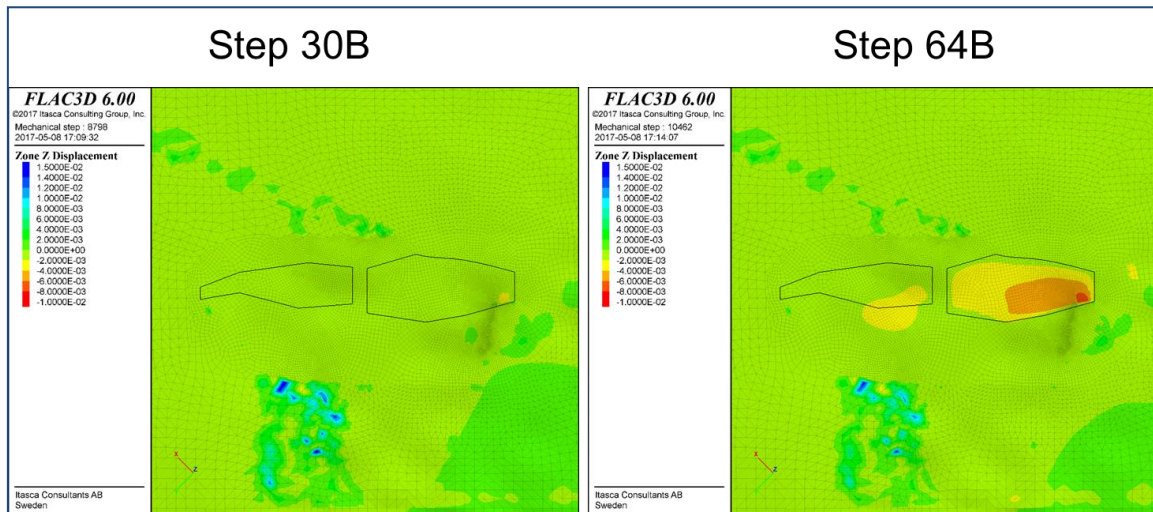 Step 30B
Step 64B
FLAC3D 6.00
©2017 Itasca Consulting Group, Inc.
Mechanical step : 8798
2017-05-08 17:09:32
Zone Z Displacement
1.5000E-02
1.4000E-02
1.2000E-02
1.0000E-02
8.0000E-03
6.0000E-03
4.0000E-03
2.0000E-03
0.0000E+00
-2.0000E-03
-4.0000E-03
-6.0000E-03
-8.0000E-03
-1.0000E-02
X
Z
Itasca Consultants AB
Sweden
FLAC3D 6.00
©2017 Itasca Consulting Group, Inc.
Mechanical step : 10462
2017-05-08 17:14:07
Zone Z Displacement
1.5000E-02
1.4000E-02
1.2000E-02
1.0000E-02
8.0000E-03
6.0000E-03
4.0000E-03
2.0000E-03
0.0000E+00
-2.0000E-03
-4.0000E-03
-6.0000E-03
-8.0000E-03
-1.0000E-02
X
Z
Itasca Consultants AB
Sweden